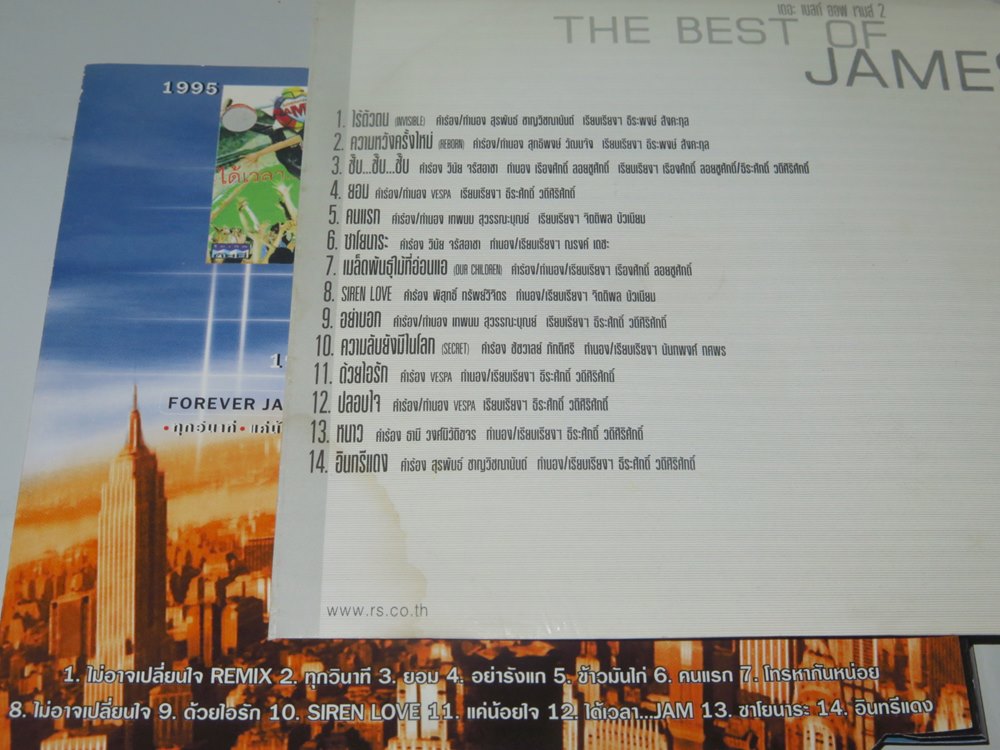 เดอะ เบสท์ ออฟ เจมส์ 2
THE BEST OF
JAMES
1. ไร้ตัวตน (INVISIBLE) คำร้อง/ทำนอง สุรพันธ์ ชาญวิชณานันต์ เรียบเรียงฯ ธีระพงษ์ สังคะกุล
2. ความหวังครั้งใหม่ (REBORN) คำร้อง/ทำนอง สุทธิพงษ์ วัฒนจัง เรียบเรียงฯ ธีระพงษ์ สังคะกุล
3. ซั๊บ...ซั๊บ...ซั๊บ คำร้อง วินัย จรัสอาชา ทำนอง เรืองศักดิ์ ลอยชูศักดิ์ เรียบเรียงฯ เรืองศักดิ์ ลอยชูศักดิ์/ธีระศักดิ์ วดีศิริศักดิ์
4. ยอม คำร้อง/ทำนอง VESPA เรียบเรียงฯ ธีระศักดิ์ วดีศิริศักดิ์
5. คนแรก คำร้อง/ทำนอง เทพนม สุวรรณะบุณย์ เรียบเรียงฯ จิตติพล บัวเนียม
6. ซาโยนาระ คำร้อง วินัย จรัสอาชา ทำนอง/เรียบเรียงฯ ณรงค์ เดชะ
7. เมล็ดพันธุ์ไม้ที่อ่อนแอ (OUR CHILDREN) คำร้อง/ทำนอง/เรียบเรียงฯ เรืองศักดิ์ ลอยชูศักดิ์
8. SIREN LOVE คำร้อง พิสุทธิ์ ทรัพย์วิจิตร ทำนอง/เรียบเรียงฯ จิตติพล บัวเนียม
9. อย่าบอก คำร้อง/ทำนอง เทพนม สุวรรณะบุณย์ เรียบเรียงฯ ธีระศักดิ์ วดีศิริศักดิ์
10. ความลับยังมีในโลก (SECRET) คำร้อง ชัชวาลย์ ภักดีศรี ทำนอง/เรียบเรียงฯ นันทพงศ์ ทศพร
11. ด้วยไอรัก คำร้อง VESPA ทำนอง/เรียบเรียงฯ ธีระศักดิ์ วดีศิริศักดิ์
12. ปลอบใจ คำร้อง/ทำนอง VESPA เรียบเรียงฯ ธีระศักดิ์ วดีศิริศักดิ์
13. หนาว คำร้อง ธานี วงศ์นิวัติขจร ทำนอง/เรียบเรียงฯ ธีระศักดิ์ วดีศิริศักดิ์
14. อินทรีแดง คำร้อง สุรพันธ์ ชาญวิชณานันต์ ทำนอง/เรียบเรียงฯ ธีระศักดิ์ วดีศิริศักดิ์
www.rs.co.th
1995
ได้เวลา
FOREVER JA
•ทุกวินาที
1. ไม่อาจเปลี่ยนใจ REMIX 2. ทุกวินาที 3. ยอม 4. อย่ารังแก 5. ข้าวมันไก่ 6. คนแรก 7. โทรหากันหน่อย
8. ไม่อาจเปลี่ยนใจ 9. ด้วยไอรัก 10. SIREN LOVE 11. แค่น้อยใจ 12. ได้เวลา...JAM 13. ซาโยนาระ 14. อินทรีแดง